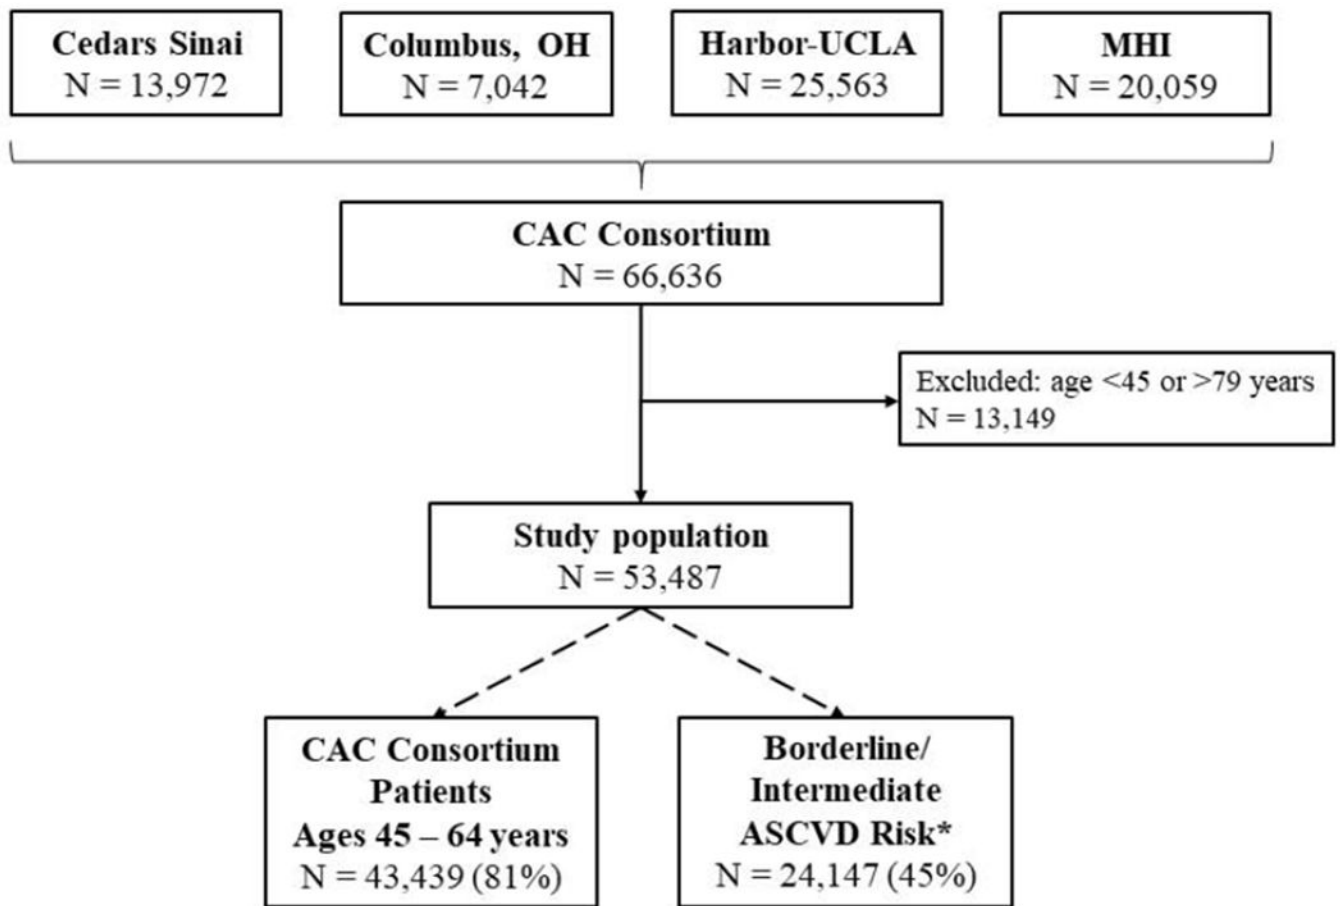 Cedars Sinai
N = 13,972
Columbus, OH
N = 7,042
Harbor-UCLA
N = 25,563
MHI
N = 20,059
CAC Consortium
N = 66,636
Excluded: age <45 or >79 years
N = 13,149
Study population
N = 53,487
CAC Consortium
Patients
Ages 45 – 64 years
N = 43,439 (81%)
Borderline/
Intermediate
ASCVD Risk*
N = 24,147 (45%)